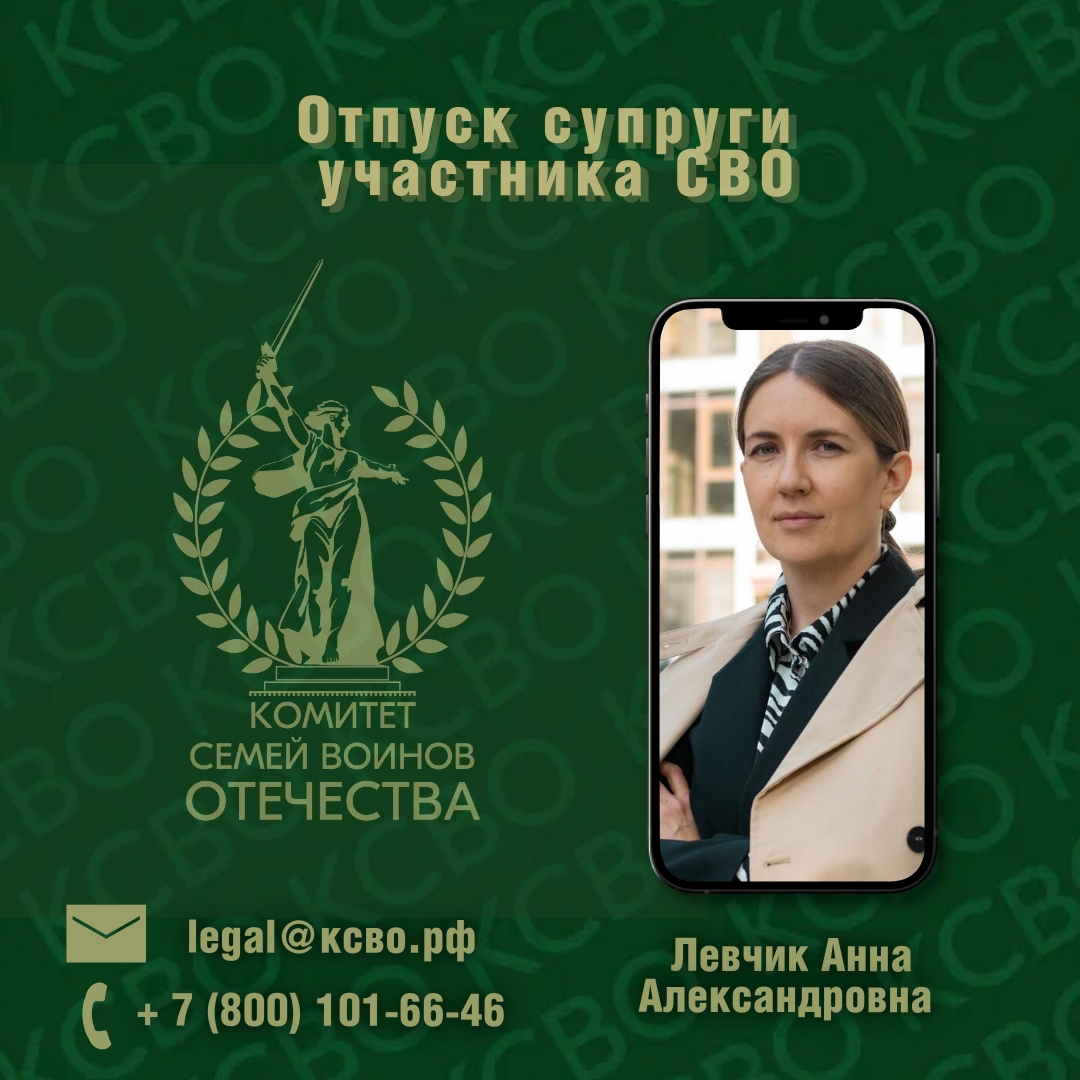 Отпуск супруги
участника СВО
КОМИТЕТ
СЕМЕЙ ВОИНОВ
ОТЕЧЕСТВА
legal@ксво.рф
+ 7 (800) 101-66-46
Левчик Анна
Александровна
КСВО